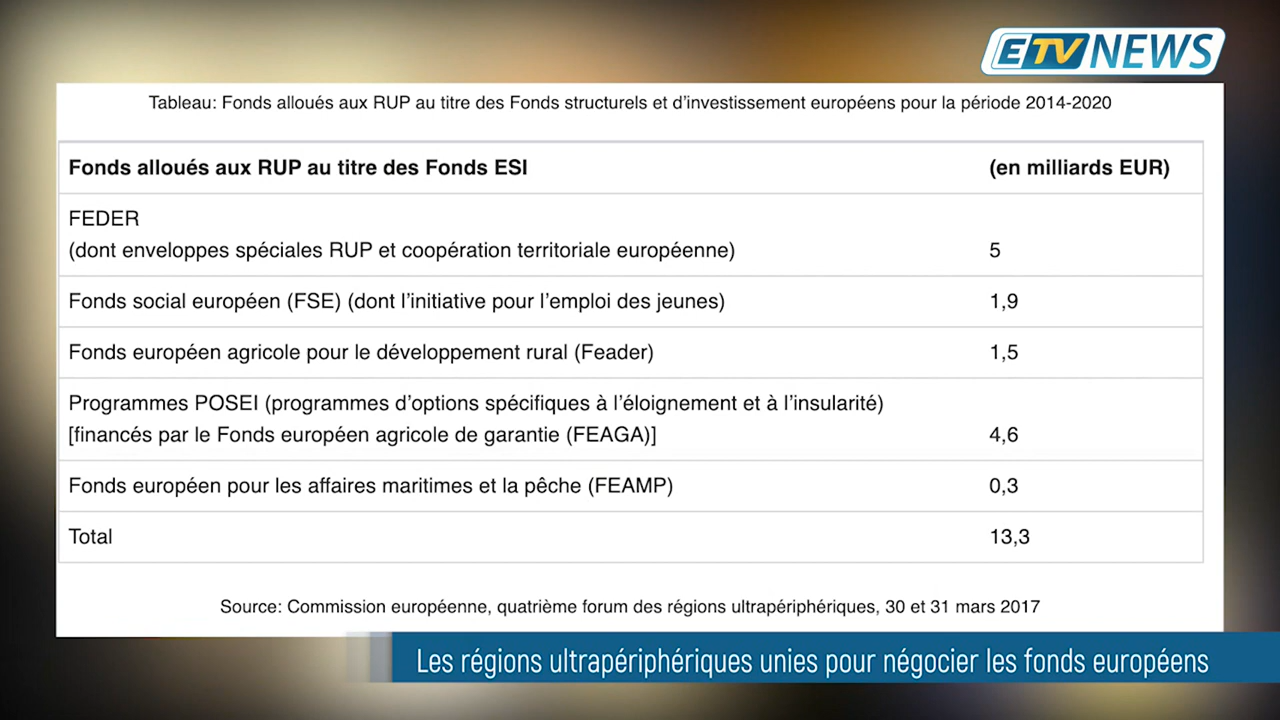 ETV NEWS
Tableau: Fonds alloués aux RUP au titre des Fonds structurels et d’investissement européens pour la période 2014-2020
Fonds alloués aux RUP au titre des Fonds ESI (en milliards EUR)
FEDER
(dont enveloppes spéciales RUP et coopération territoriale européenne) 5
Fonds social européen (FSE) (dont l’initiative pour l’emploi des jeunes) 1,9
Fonds européen agricole pour le développement rural (Feader) 1,5
Programmes POSEI (programmes d’options spécifiques à l’éloignement et à l’insularité)
[financés par le Fonds européen agricole de garantie (FEAGA)] 4,6
Fonds européen pour les affaires maritimes et la pêche (FEAMP) 0,3
Total 13,3
Source: Commission européenne, quatrième forum des régions ultrapériphériques, 30 et 31 mars 2017
Les régions ultrapériphériques unies pour négocier les fonds européens